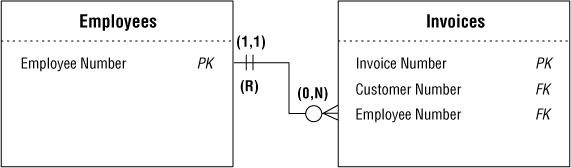 Employees
Employee Number PK
(1,1)
(R)
(0,N)
Invoices
Invoice Number PK
Customer Number FK
Employee Number FK